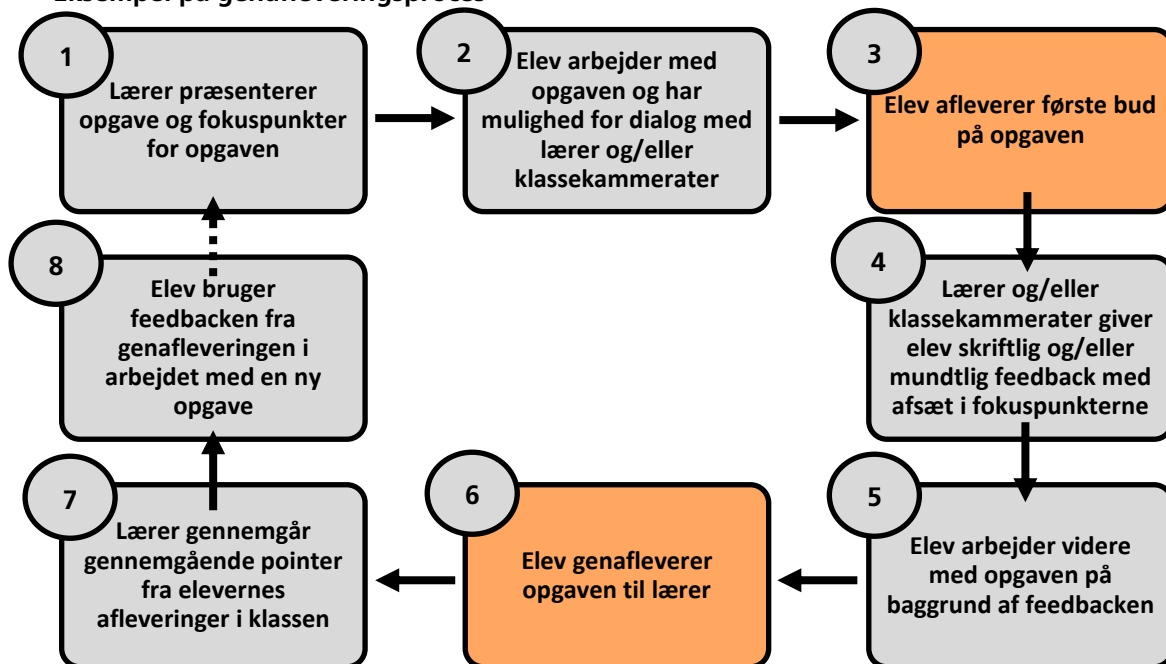 Eksempel på genafleveringsproces
1
Lærer præsenterer
opgave og fokuspunkter
for opgaven
2
Elev arbejder med
opgaven og har
mulighed for dialog med
lærer og/eller
klassekammerater
3
Elev afleverer første bud
på opgaven
4
Lærer og/eller
klassekammerater giver
elev skriftlig og/eller
mundtlig feedback med
afsæt i fokuspunkterne
5
Elev arbejder videre
med opgaven på
baggrund af feedbacken
6
Elev genafleverer
opgaven til lærer
7
Lærer gennemgår
gennemgående pointer
fra elevernes
afleveringer i klassen
8
Elev bruger
feedbacken fra
genafleveringen i
arbejdet med en ny
opgave